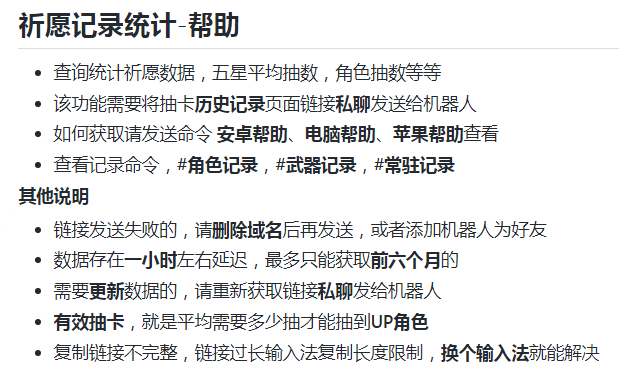 祈愿记录统计-帮助
查询统计祈愿数据，五星平均抽数，角色抽数等等
该功能需要将抽卡历史记录页面链接私聊发送给机器人
如何获取请发送命令 安卓帮助、电脑帮助、苹果帮助查看
查看记录命令，#角色记录，#武器记录，#常驻记录
其他说明
链接发送失败的，请删除域名后再发送，或者添加机器人为好友
数据存在一小时左右延迟，最多只能获取前六个月的
需要更新数据的，请重新获取链接私聊发给机器人
有效抽卡，就是平均需要多少抽才能抽到UP角色
复制链接不完整，链接过长输入法复制长度限制，换个输入法就能解决